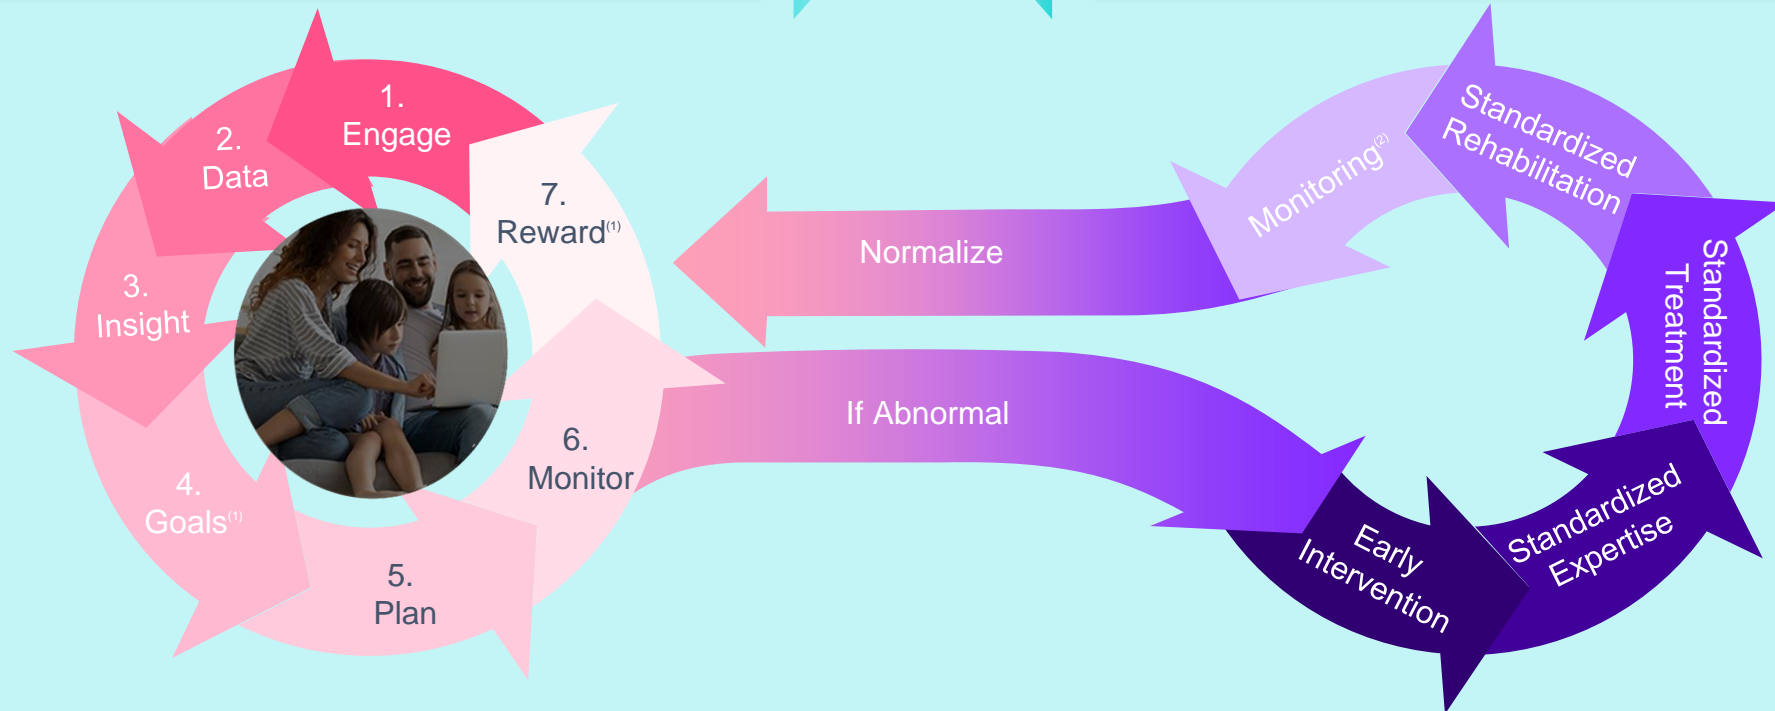 1.
Engage
2.
Data
3.
Insight
4.
Goals(1)
5.
Plan
6.
Monitor
7.
Reward(1)
Normalize
If Abnormal
Early
Intervention
Standardized
Expertise
Standardized
Treatment
Standardized
Rehabilitation
Monitoring(2)